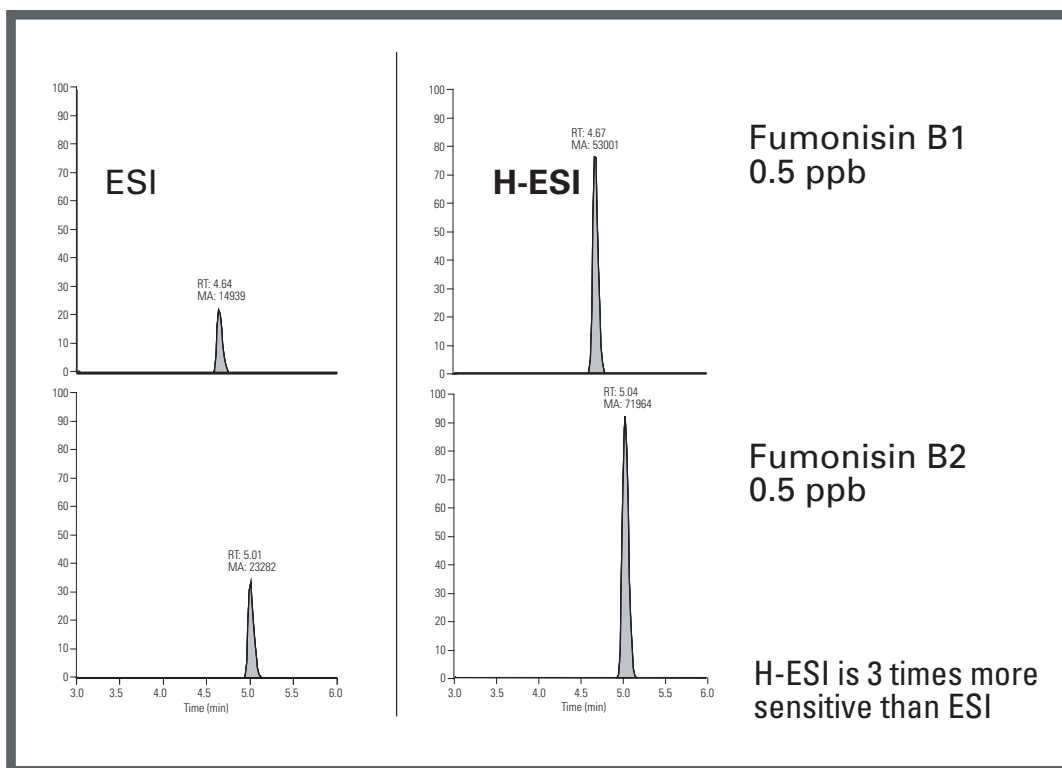 100
90
80
70
60
50
40
30
20
10
0
ESI
RT: 4.64
MA: 14939
100
90
80
70
60
50
40
30
20
10
0
H-ESI
RT: 4.67
MA: 53001
Fumonisin B1
0.5 ppb
100
90
80
70
60
50
40
30
20
10
0
RT: 5.01
MA: 23282
3.0 3.5 4.0 4.5 5.0 5.5 6.0
Time (min)
100
90
80
70
60
50
40
30
20
10
0
RT: 5.04
MA: 71964
3.0 3.5 4.0 4.5 5.0 5.5 6.0
Time (min)
Fumonisin B2
0.5 ppb
H-ESI is 3 times more
sensitive than ESI